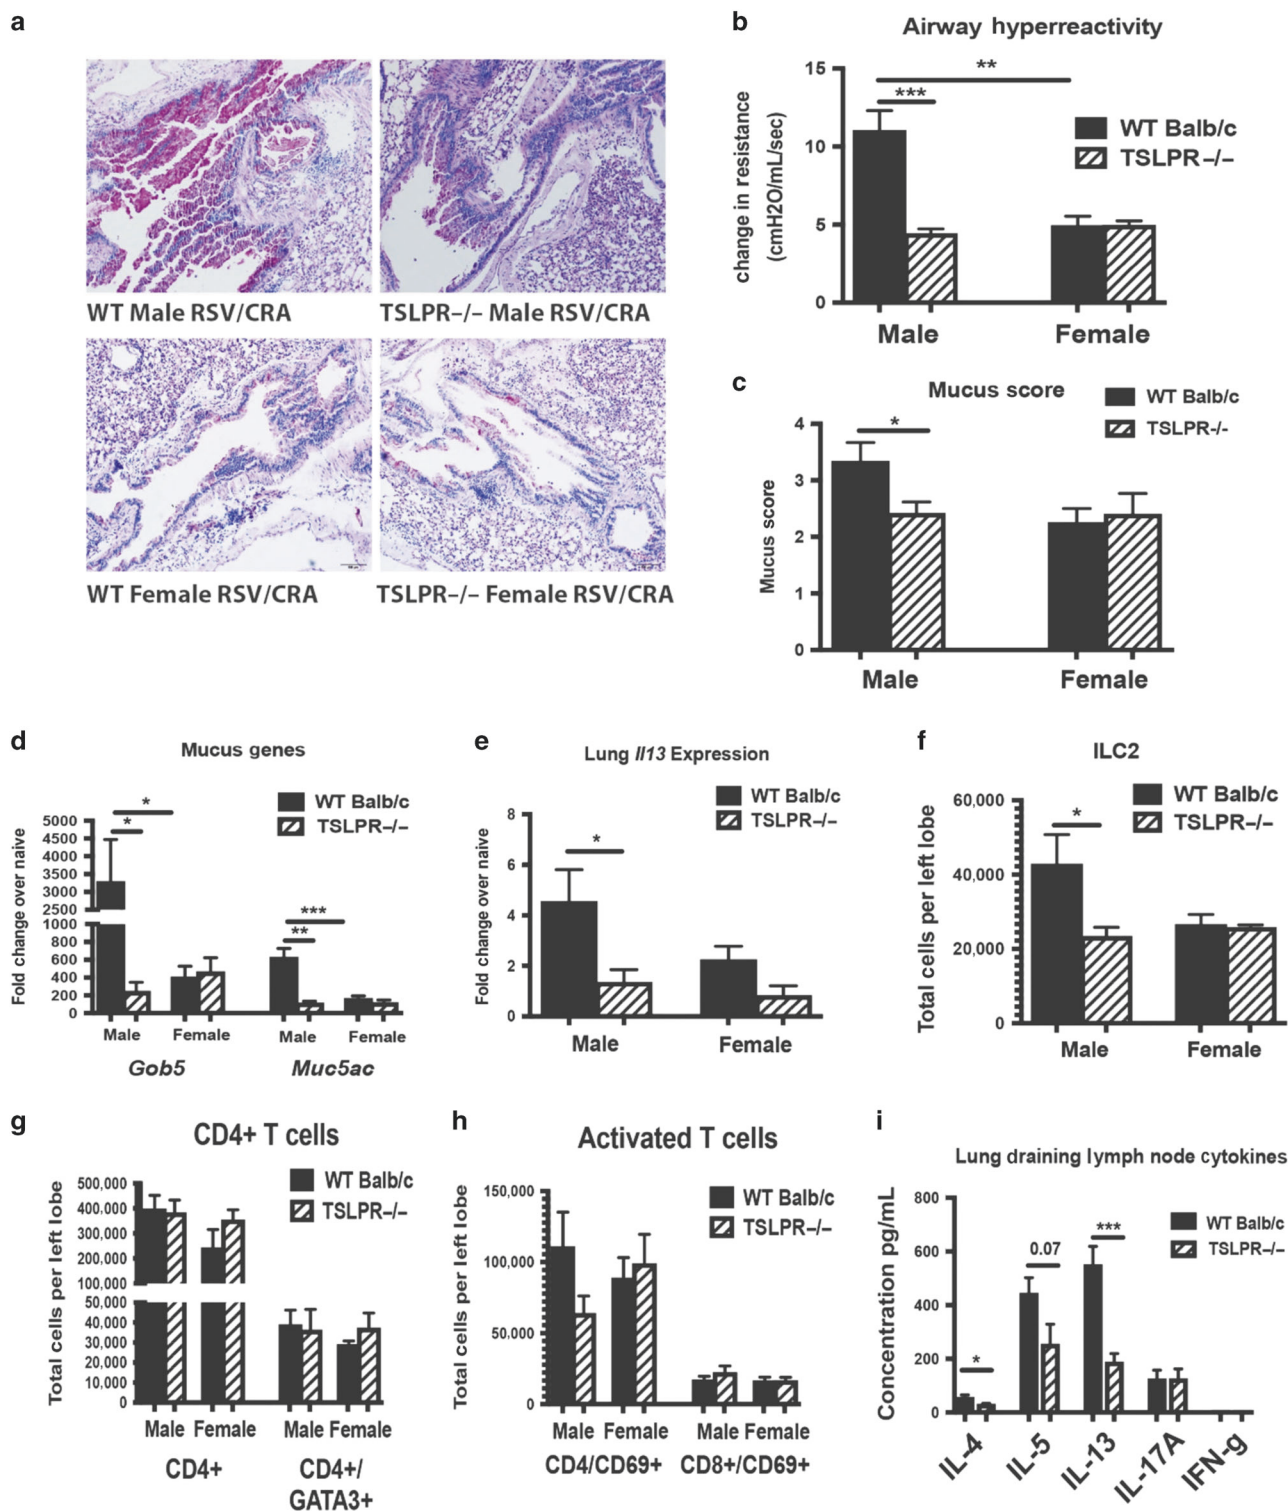 a
WT Male RSV/CRA
TSLPR–/– Male RSV/CRA
WT Female RSV/CRA
TSLPR–/– Female RSV/CRA
b
Airway hyperreactivity
change in resistance
(cmH2O/mL/sec)
15
10
5
0
**
***
WT Balb/c
TSLPR–/–
Male
Female
c
Mucus score
Mucus score
4
3
2
1
0
*
WT Balb/c
TSLPR-/-
Male
Female
d
Mucus genes
Fold change over naive
5000
4500
4000
3500
3000
2500
1000
800
600
400
200
0
*
*
***
**
WT Balb/c
TSLPR–/–
Male
Female
Male
Female
Gob5
Muc5ac
e
Lung Il13 Expression
Fold change over naive
8
6
4
2
0
*
WT Balb/c
TSLPR–/–
Male
Female
f
ILC2
Total cells per left lobe
60,000
40,000
20,000
0
*
WT Balb/c
TSLPR–/–
Male
Female
g
CD4+ T cells
Total cells per left lobe
500,000
400,000
300,000
200,000
100,000
50,000
40,000
30,000
20,000
10,000
0
WT Balb/c
TSLPR–/–
Male Female
Male Female
CD4+
CD4+/
GATA3+
h
Activated T cells
Total cells per left lobe
150,000
100,000
50,000
0
WT Balb/c
TSLPR–/–
Male Female
Male Female
CD4/CD69+
CD8+/CD69+
i
Lung draining lymph node cytokines
Concentration pg/mL
800
600
400
200
0
*
0.07
***
WT Balb/c
TSLPR–/–
IL-4
IL-5
IL-13
IL-17A
IFN-g